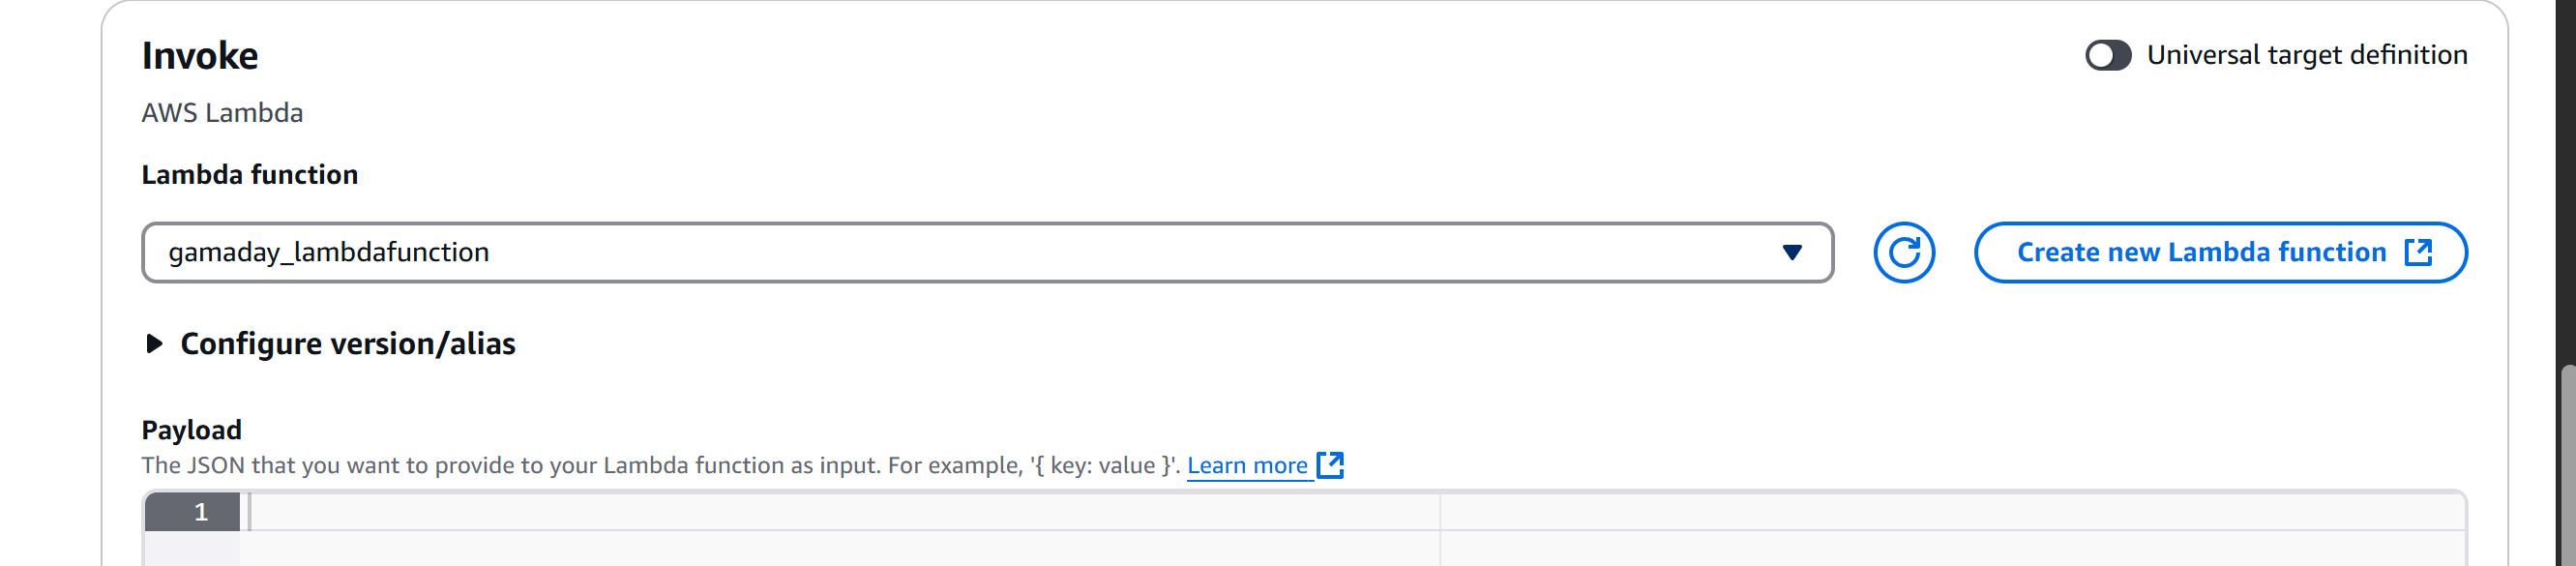 Invoke
Universal target definition
AWS Lambda
Lambda function
gamaday_lambdafunction
Create new Lambda function
Configure version/alias
Payload
The JSON that you want to provide to your Lambda function as input. For example, '{ key: value }'. Learn more
1